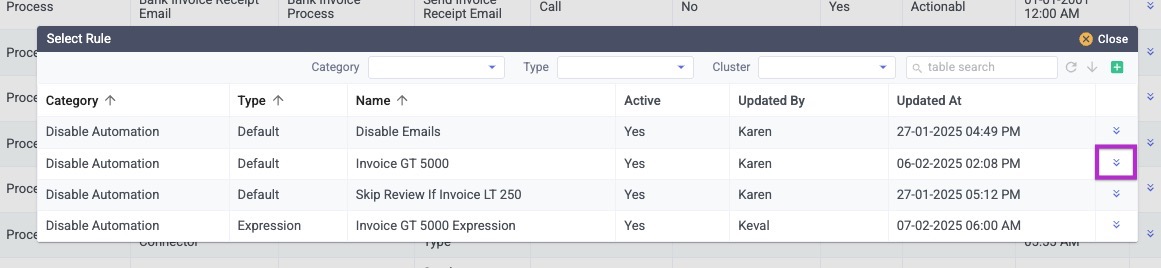 Process Bank Invoice Receipt Bank Invoice Send Invoice Call No Yes Actionabl 01-01-2001
Email Process Receipt Email 12:00 AM
Select Rule Close
Category Type Cluster table search
Category Type Name Active Updated By Updated At
Disable Automation Default Disable Emails Yes Karen 27-01-2025 04:49 PM
Disable Automation Default Invoice GT 5000 Yes Karen 06-02-2025 02:08 PM
Disable Automation Default Skip Review If Invoice LT 250 Yes Karen 27-01-2025 05:12 PM
Disable Automation Expression Invoice GT 5000 Expression Yes Keval 07-02-2025 06:00 AM
Proce
Proce
Proce
Proce
Proce
Connector Type